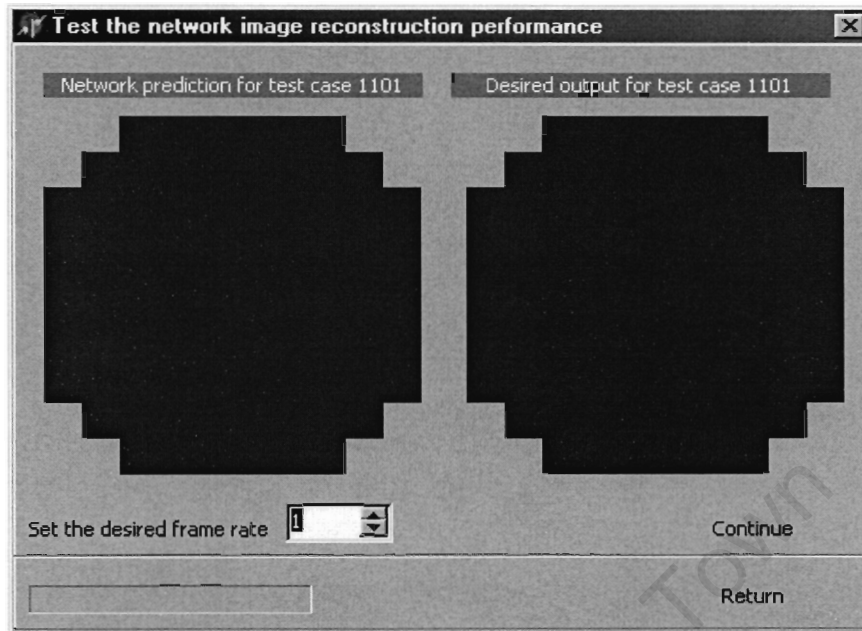 Test the network image reconstruction performance
Network prediction for test case 1101
Desired output for test case 1101
Set the desired frame rate
1
Continue
Return
Town